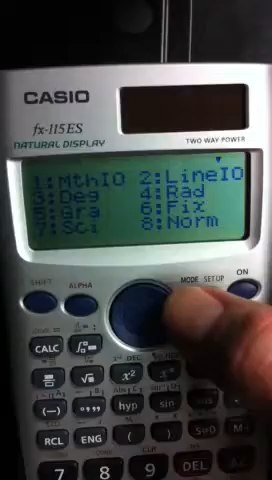 CASIO
fx-115ES
NATURAL DISPLAY
TWO WAY POWER
1:MthIO 2:LineIO
3:Deg 4:Rad
5:Gra 6:Fix
7:Sci 8:Norm
SHIFT ALPHA MODE SETUP ON
CALC
x²
(−) hyp sin
RCL ENG ( ) S⇔D M+
7 8 9 DEL AC